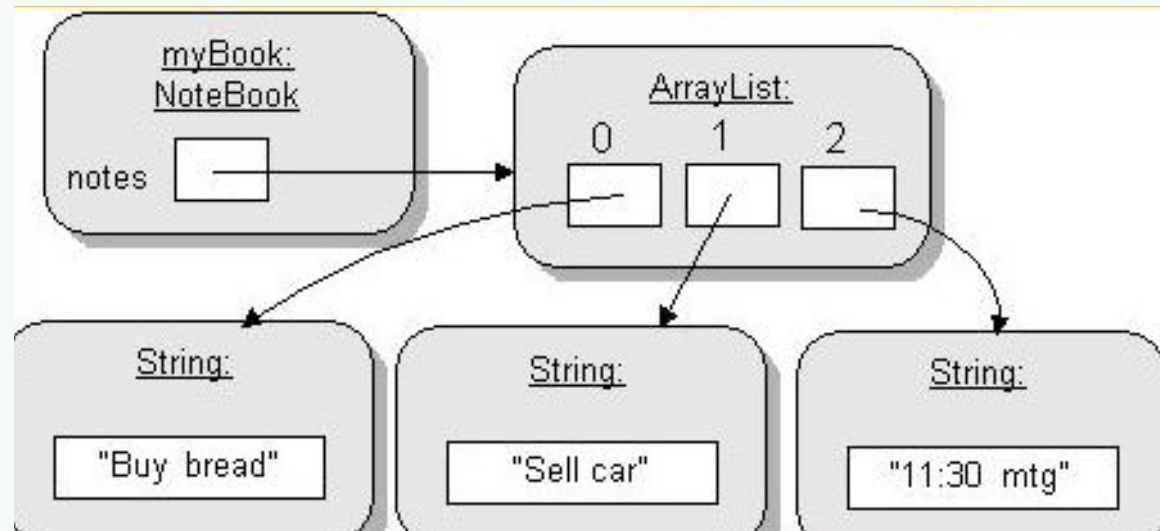 myBook:
NoteBook
notes
ArrayList:
0 1 2
String:
"Buy bread"
String:
"Sell car"
String:
"11:30 mtg"